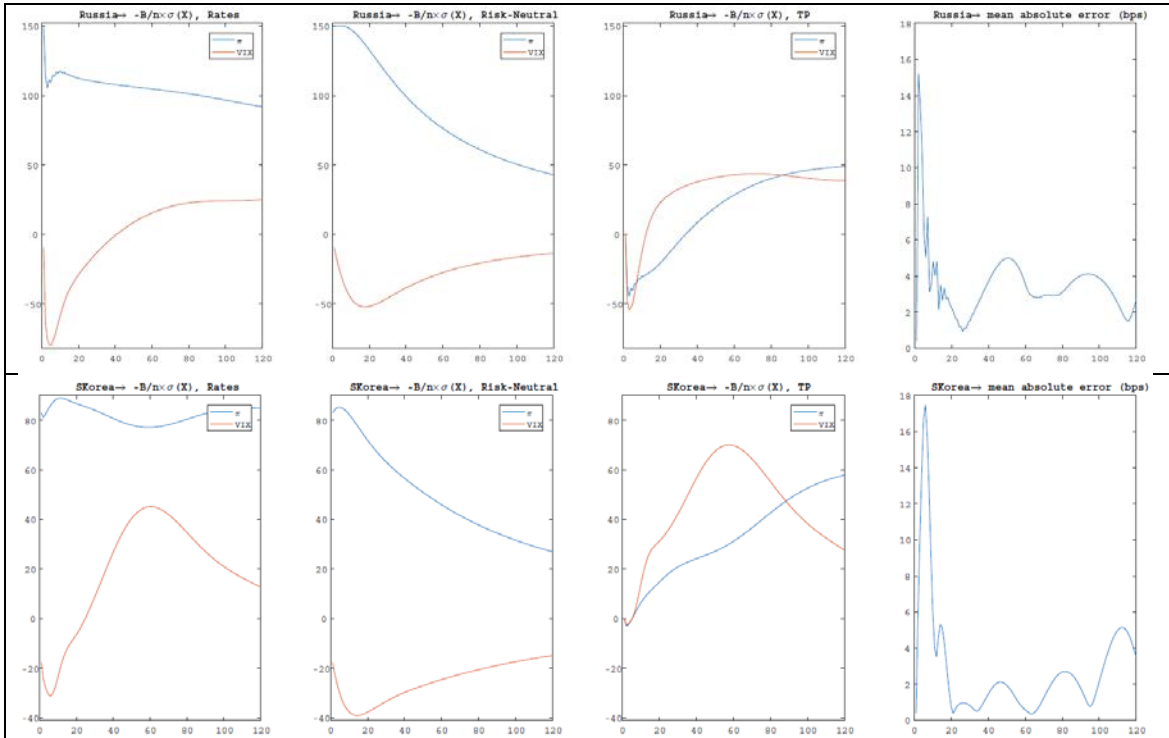 Russia→ -B/n×σ(X), Rates
Russia→ -B/n×σ(X), Risk-Neutral
Russia→ -B/n×σ(X), TP
Russia→ mean absolute error (bps)
π
VIX
π
VIX
π
VIX
150
100
50
0
-50
150
100
50
0
-50
150
100
50
0
-50
18
16
14
12
10
8
6
4
2
0
0 20 40 60 80 100 120
0 20 40 60 80 100 120
0 20 40 60 80 100 120
0 20 40 60 80 100 120
SKorea→ -B/n×σ(X), Rates
SKorea→ -B/n×σ(X), Risk-Neutral
SKorea→ -B/n×σ(X), TP
SKorea→ mean absolute error (bps)
π
VIX
π
VIX
π
VIX
80
60
40
20
0
-20
-40
80
60
40
20
0
-20
-40
80
60
40
20
0
-20
-40
18
16
14
12
10
8
6
4
2
0
0 20 40 60 80 100 120
0 20 40 60 80 100 120
0 20 40 60 80 100 120
0 20 40 60 80 100 120